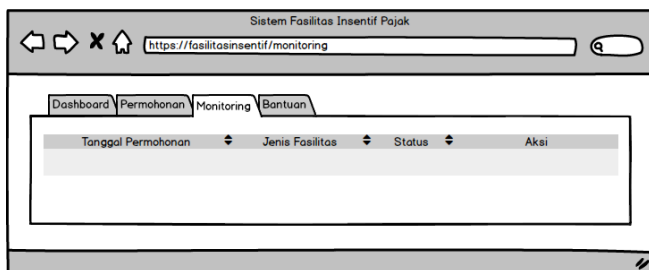 Sistem Fasilitas Insentif Pajak
https://fasilitasinsentif/monitoring
Dashboard Permohonan Monitoring Bantuan
Tanggal Permohonan Jenis Fasilitas Status Aksi